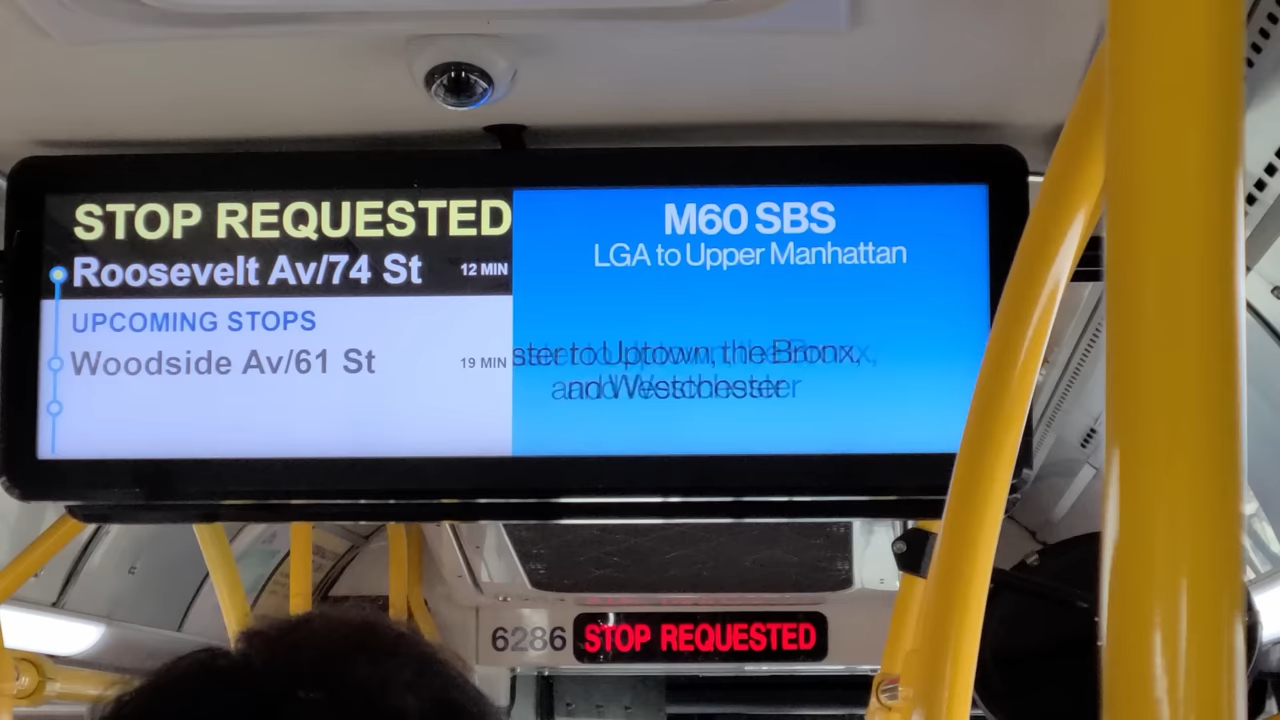 STOP REQUESTED
Roosevelt Av/74 St 12 MIN
UPCOMING STOPS
Woodside Av/61 St 19 MIN
M60 SBS
LGA to Upper Manhattan
to Uptown, the Bronx,
and Westchester
6286 STOP REQUESTED